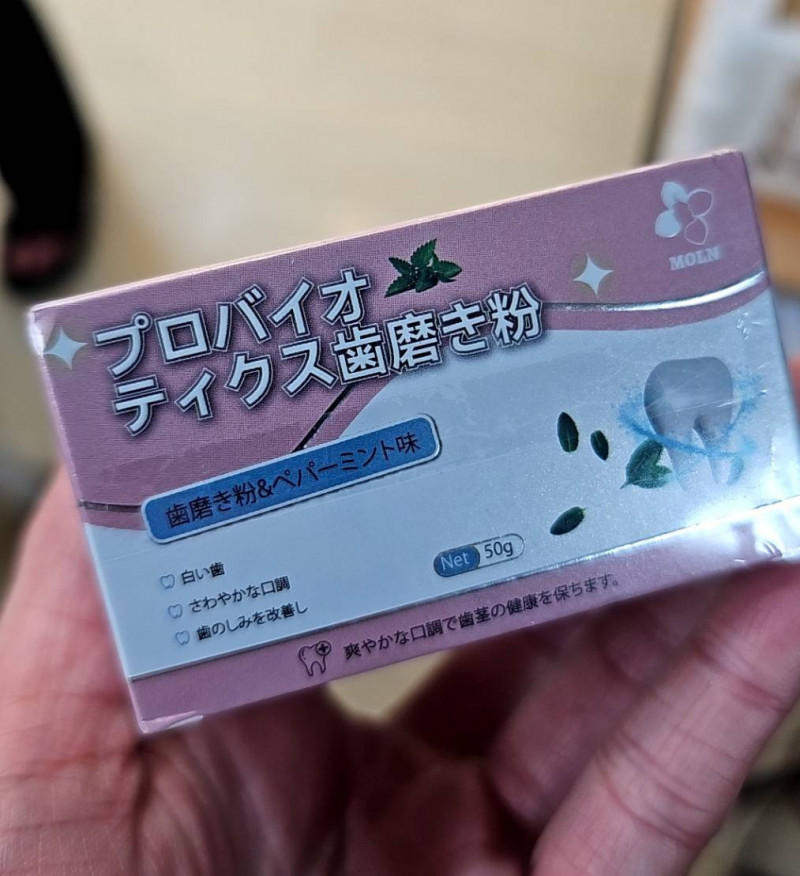 MOLN
プロバイオ
ティクス歯磨き粉
歯磨き粉&ペパーミント味
白い歯
さわやかな口調
歯のしみを改善し
Net 50g
爽やかな口調で歯茎の健康を保ちます。